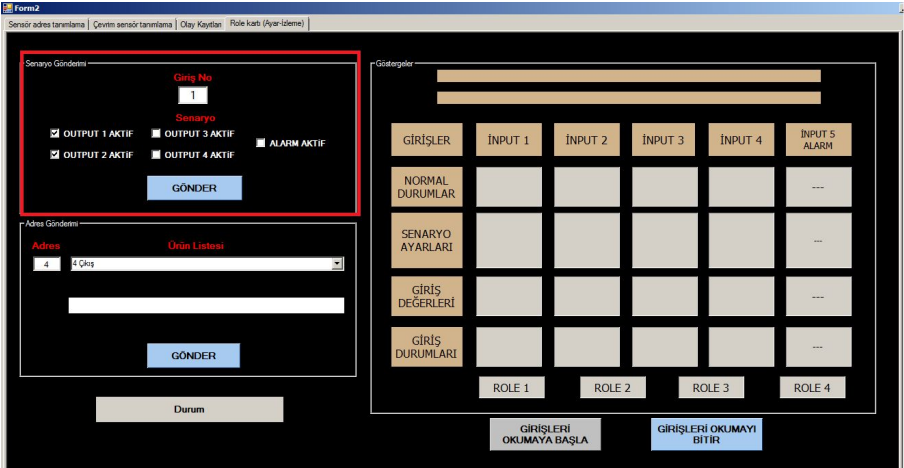 Form2
Sensör adres tanımlama
Çevrim sensör tanımlama
Olay Kayıtları
Role kartı (Ayar-İzleme)
Senaryo Gönderimi
Giriş No
1
Senaryo
OUTPUT 1 AKTİF
OUTPUT 3 AKTİF
ALARM AKTİF
OUTPUT 2 AKTİF
OUTPUT 4 AKTİF
GÖNDER
Adres Gönderimi
Adres
Ürün Listesi
4
4 Çıkış
GÖNDER
Durum
Göstergeler
GİRİŞLER
İNPUT 1
İNPUT 2
İNPUT 3
İNPUT 4
İNPUT 5
ALARM
NORMAL
DURUMLAR
---
SENARYO
AYARLARI
---
GİRİŞ
DEĞERLERİ
---
GİRİŞ
DURUMLARI
---
ROLE 1
ROLE 2
ROLE 3
ROLE 4
GİRİŞLERİ
OKUMAYA BAŞLA
GİRİŞLERİ OKUMAYI
BİTİR